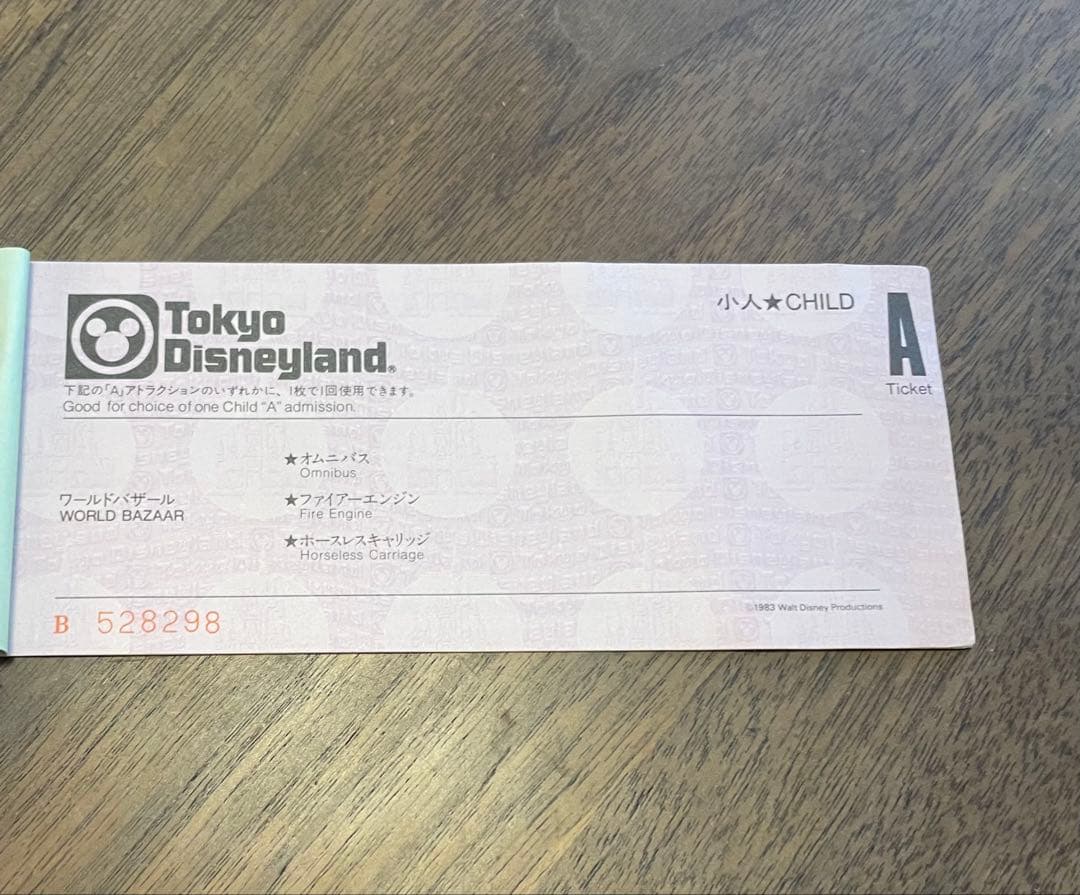 Tokyo
Disneyland®
小人★CHILD
A
Ticket
下記の「A」アトラクションのいずれかに、1枚で1回使用できます。
Good for choice of one Child "A" admission.
★オムニバス
Omnibus
ワールドバザール
WORLD BAZAAR
★ファイアーエンジン
Fire Engine
★ホースレスキャリッジ
Horseless Carriage
B 528298
©1983 Walt Disney Productions